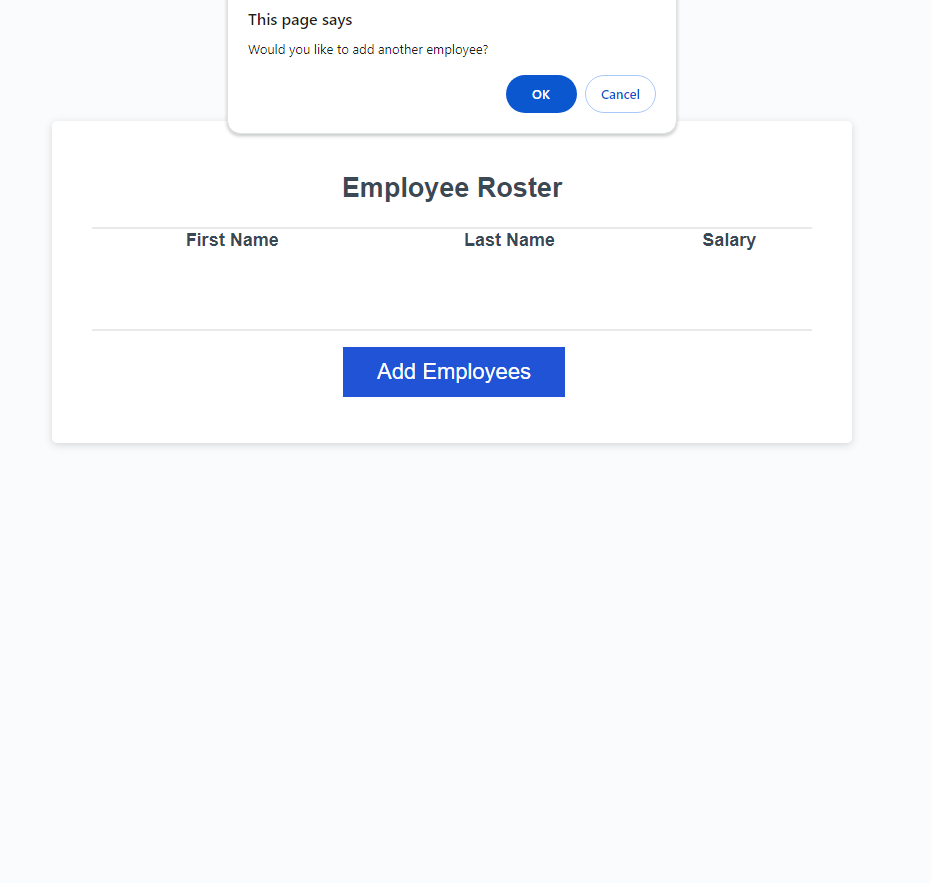 This page says
Would you like to add another employee?
OK Cancel
Employee Roster
First Name Last Name Salary
Add Employees